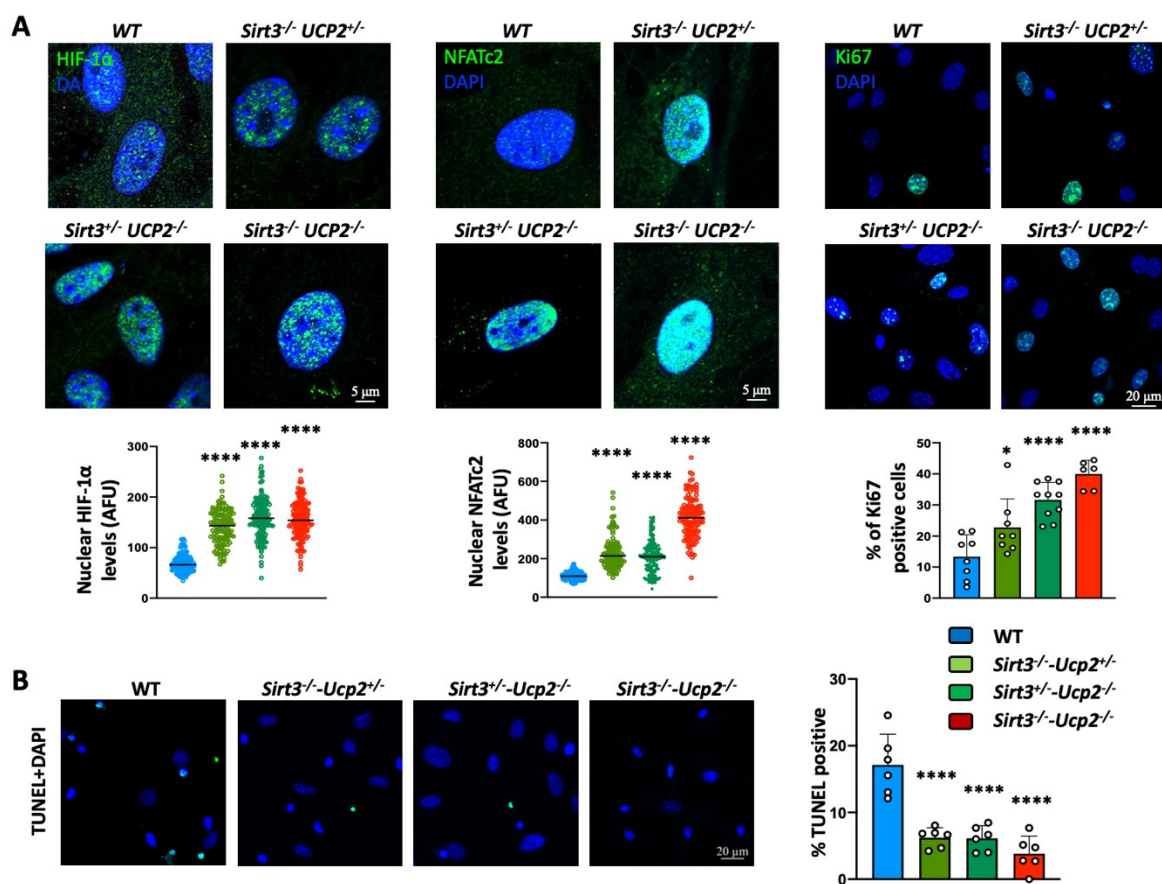 A
WT
Sirt3-/- UCP2+/-
WT
Sirt3-/- UCP2+/-
WT
Sirt3-/- UCP2+/-
HIF-1α
DAPI
NFATc2
DAPI
Ki67
DAPI
Sirt3+/- UCP2-/-
Sirt3-/- UCP2-/-
Sirt3+/- UCP2-/-
Sirt3-/- UCP2-/-
Sirt3+/- UCP2-/-
Sirt3-/- UCP2-/-
5 µm
5 µm
20 µm
Nuclear HIF-1α
levels (AFU)
300
200
100
0
****
****
****
Nuclear NFATc2
levels (AFU)
800
600
400
200
0
****
****
****
% of Ki67
positive cells
50
40
30
20
10
0
*
****
****
WT
Sirt3-/--Ucp2+/-
Sirt3+/--Ucp2-/-
Sirt3-/--Ucp2-/-
B
WT
Sirt3-/--Ucp2+/-
Sirt3+/--Ucp2-/-
Sirt3-/--Ucp2-/-
TUNEL+DAPI
20 µm
% TUNEL positive
30
20
10
0
****
****
****